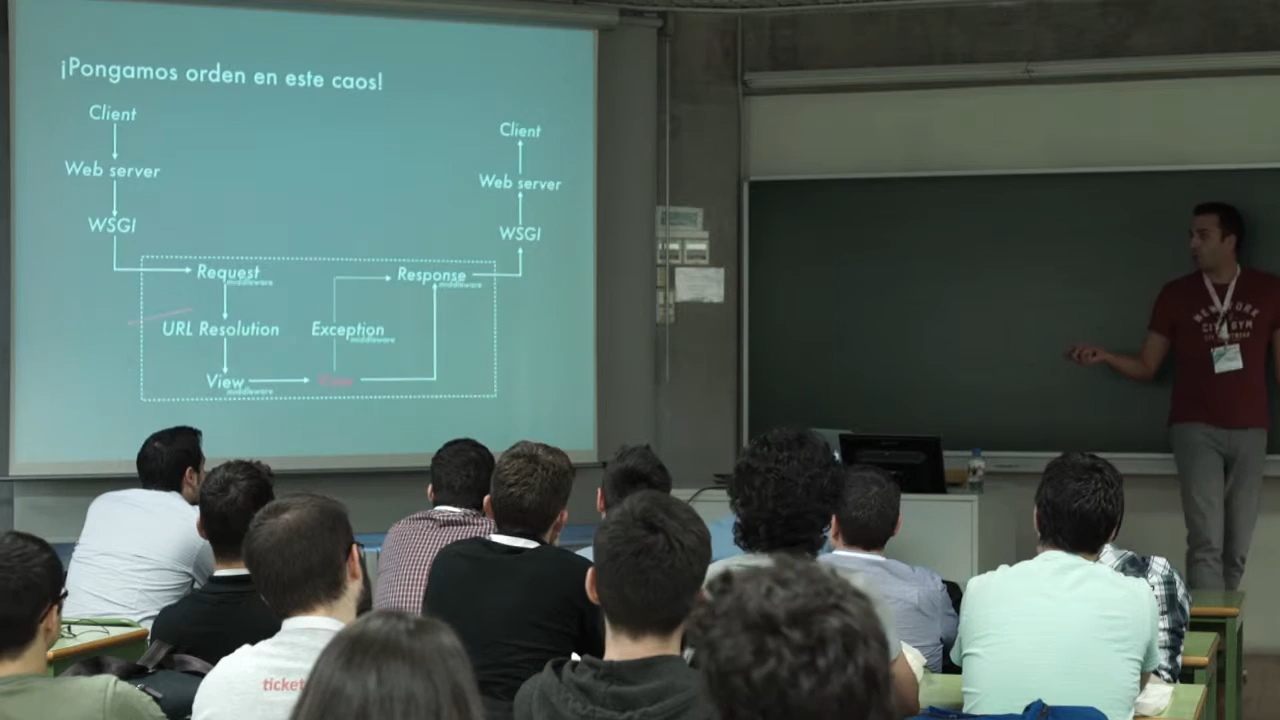 ¡Pongamos orden en este caos!
Client
Web server
WSGI
Request
middleware
URL Resolution
View
middleware
Exception
middleware
Response
middleware
WSGI
Web server
Client
NEW YORK
CITY GYM
ticket